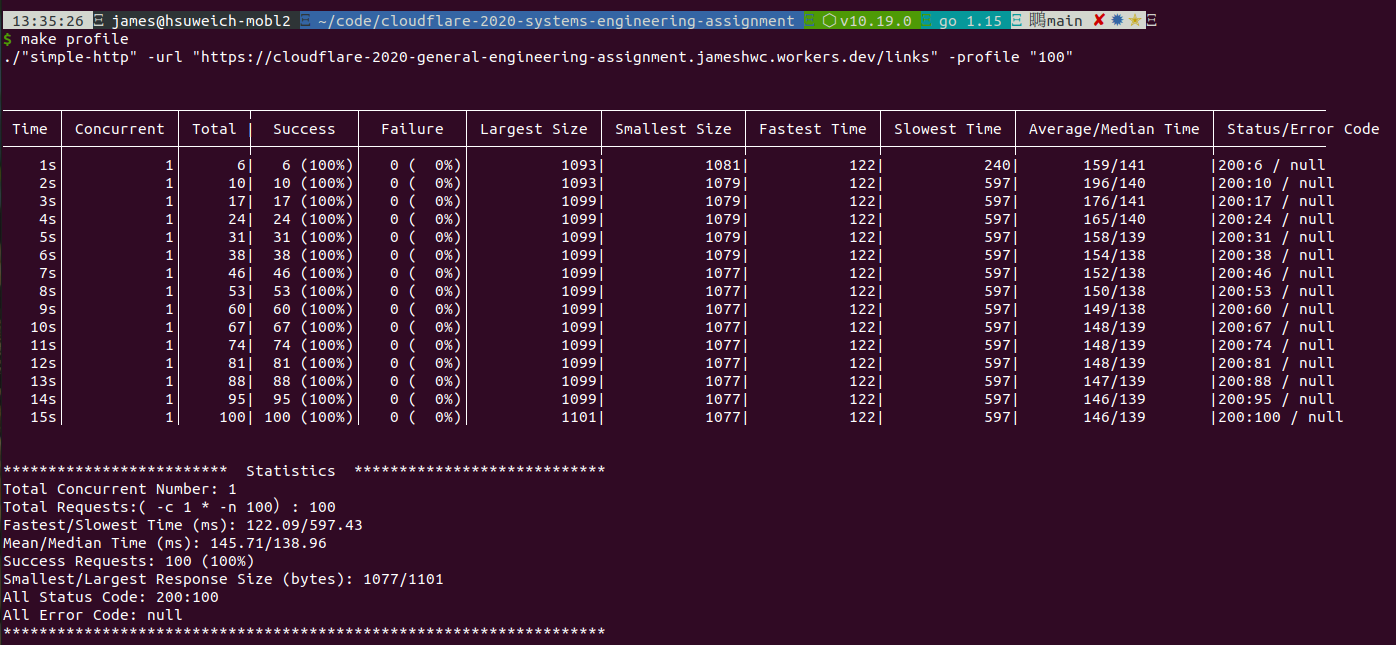 13:35:26 james@hsuweich-mobl2 ~/code/cloudflare-2020-systems-engineering-assignment v10.19.0 go 1.15 main ✘ ✹ ★
$ make profile
./"simple-http" -url "https://cloudflare-2020-general-engineering-assignment.jameshwc.workers.dev/links" -profile "100"
Time | Concurrent | Total | Success | Failure | Largest Size | Smallest Size | Fastest Time | Slowest Time | Average/Median Time | Status/Error Code
1s| 1| 6| 6 (100%)| 0 ( 0%)| 1093| 1081| 122| 240| 159/141 |200:6 / null
2s| 1| 10| 10 (100%)| 0 ( 0%)| 1093| 1079| 122| 597| 196/140 |200:10 / null
3s| 1| 17| 17 (100%)| 0 ( 0%)| 1099| 1079| 122| 597| 176/141 |200:17 / null
4s| 1| 24| 24 (100%)| 0 ( 0%)| 1099| 1079| 122| 597| 165/140 |200:24 / null
5s| 1| 31| 31 (100%)| 0 ( 0%)| 1099| 1079| 122| 597| 158/139 |200:31 / null
6s| 1| 38| 38 (100%)| 0 ( 0%)| 1099| 1079| 122| 597| 154/138 |200:38 / null
7s| 1| 46| 46 (100%)| 0 ( 0%)| 1099| 1077| 122| 597| 152/138 |200:46 / null
8s| 1| 53| 53 (100%)| 0 ( 0%)| 1099| 1077| 122| 597| 150/138 |200:53 / null
9s| 1| 60| 60 (100%)| 0 ( 0%)| 1099| 1077| 122| 597| 149/138 |200:60 / null
10s| 1| 67| 67 (100%)| 0 ( 0%)| 1099| 1077| 122| 597| 148/139 |200:67 / null
11s| 1| 74| 74 (100%)| 0 ( 0%)| 1099| 1077| 122| 597| 148/139 |200:74 / null
12s| 1| 81| 81 (100%)| 0 ( 0%)| 1099| 1077| 122| 597| 148/139 |200:81 / null
13s| 1| 88| 88 (100%)| 0 ( 0%)| 1099| 1077| 122| 597| 147/139 |200:88 / null
14s| 1| 95| 95 (100%)| 0 ( 0%)| 1099| 1077| 122| 597| 146/139 |200:95 / null
15s| 1| 100| 100 (100%)| 0 ( 0%)| 1101| 1077| 122| 597| 146/139 |200:100 / null
************************* Statistics ****************************
Total Concurrent Number: 1
Total Requests:( -c 1 * -n 100) : 100
Fastest/Slowest Time (ms): 122.09/597.43
Mean/Median Time (ms): 145.71/138.96
Success Requests: 100 (100%)
Smallest/Largest Response Size (bytes): 1077/1101
All Status Code: 200:100
All Error Code: null
*******************************************************************